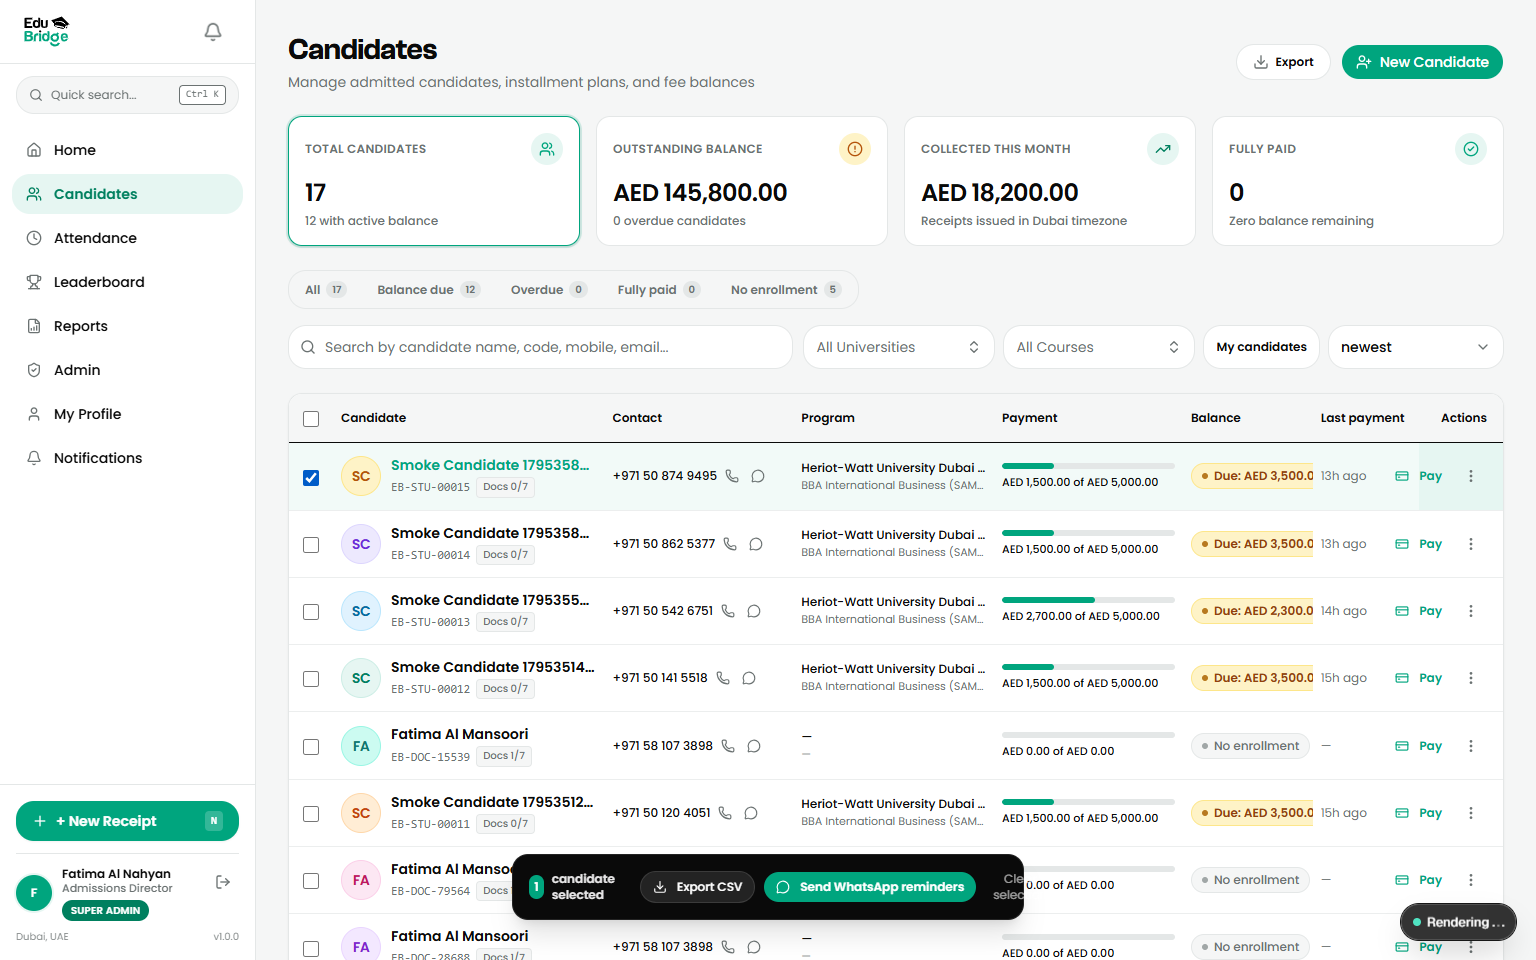 Edu
Bridge
Quick search...
Ctrl K
Home
Candidates
Attendance
Leaderboard
Reports
Admin
My Profile
Notifications
+ New Receipt
N
F
Fatima Al Nahyan
Admissions Director
SUPER ADMIN
Dubai, UAE
v1.0.0
Candidates
Manage admitted candidates, installment plans, and fee balances
Export
New Candidate
TOTAL CANDIDATES
17
12 with active balance
OUTSTANDING BALANCE
AED 145,800.00
0 overdue candidates
COLLECTED THIS MONTH
AED 18,200.00
Receipts issued in Dubai timezone
FULLY PAID
0
Zero balance remaining
All 17
Balance due 12
Overdue 0
Fully paid 0
No enrollment 5
Search by candidate name, code, mobile, email...
All Universities
All Courses
My candidates
newest
Candidate Contact Program Payment Balance Last payment Actions
SC
Smoke Candidate 1795358...
EB-STU-00015 Docs 0/7
+971 50 874 9495
Heriot-Watt University Dubai ...
BBA International Business (SAM...
AED 1,500.00 of AED 5,000.00
Due: AED 3,500.0
13h ago
Pay
SC
Smoke Candidate 1795358...
EB-STU-00014 Docs 0/7
+971 50 862 5377
Heriot-Watt University Dubai ...
BBA International Business (SAM...
AED 1,500.00 of AED 5,000.00
Due: AED 3,500.0
13h ago
Pay
SC
Smoke Candidate 1795355...
EB-STU-00013 Docs 0/7
+971 50 542 6751
Heriot-Watt University Dubai ...
BBA International Business (SAM...
AED 2,700.00 of AED 5,000.00
Due: AED 2,300.0
14h ago
Pay
SC
Smoke Candidate 17953514...
EB-STU-00012 Docs 0/7
+971 50 141 5518
Heriot-Watt University Dubai ...
BBA International Business (SAM...
AED 1,500.00 of AED 5,000.00
Due: AED 3,500.0
15h ago
Pay
FA
Fatima Al Mansoori
EB-DOC-15539 Docs 1/7
+971 58 107 3898
—
—
AED 0.00 of AED 0.00
No enrollment
—
Pay
SC
Smoke Candidate 17953512...
EB-STU-00011 Docs 0/7
+971 50 120 4051
Heriot-Watt University Dubai ...
BBA International Business (SAM...
AED 1,500.00 of AED 5,000.00
Due: AED 3,500.0
15h ago
Pay
FA
Fatima Al Manso
EB-DOC-79564 Docs
0.00 of AED 0.00
No enrollment
—
Pay
1 candidate
selected
Export CSV
Send WhatsApp reminders
Cle
selec
Rendering ...
FA
Fatima Al Mansoori
EB-DOC-28688 Docs 1/7
+971 58 107 3898
—
—
AED 0.00 of AED 0.00
No enrollment
—
Pay